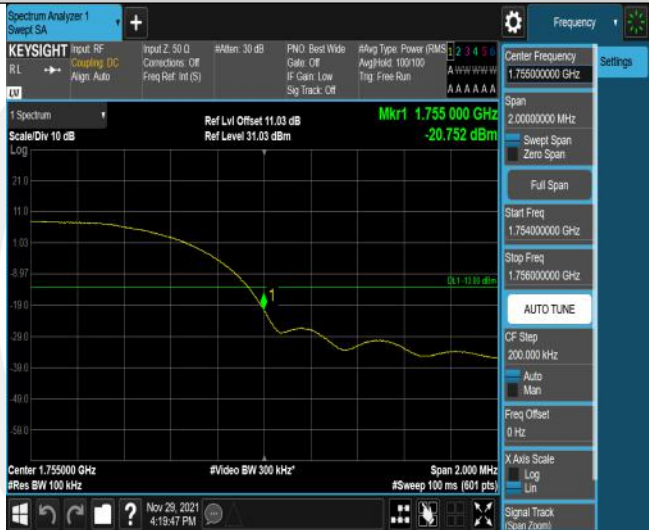 Spectrum Analyzer 1
Swept SA
Frequency
KEYSIGHT
RL
LV
Input: RF
Coupling: DC
Align: Auto
Input Z: 50 Ω
Corrections: Off
Freq Ref: Int (S)
#Atten: 30 dB
PNO: Best Wide
Gate: Off
IF Gain: Low
Sig Track: Off
#Avg Type: Power (RMS
Avg|Hold: 100/100
Trig: Free Run
1 2 3 4 5 6
A W W W W W
A A A A A A
1 Spectrum
Scale/Div 10 dB
Log
Ref Lvl Offset 11.03 dB
Ref Level 31.03 dBm
Mkr1 1.755 000 GHz
-20.752 dBm
21.0
11.0
1.03
-8.97
-19.0
-29.0
-39.0
-49.0
-59.0
DL1 -13.00 dBm
1
Center 1.755000 GHz
#Res BW 100 kHz
#Video BW 300 kHz*
Span 2.000 MHz
#Sweep 100 ms (601 pts)
Nov 29, 2021
4:19:47 PM
Center Frequency
1.755000000 GHz
Span
2.00000000 MHz
Swept Span
Zero Span
Full Span
Start Freq
1.754000000 GHz
Stop Freq
1.756000000 GHz
AUTO TUNE
CF Step
200.000 kHz
Auto
Man
Freq Offset
0 Hz
X Axis Scale
Log
Lin
Signal Track
(Span Zoom)
Settings